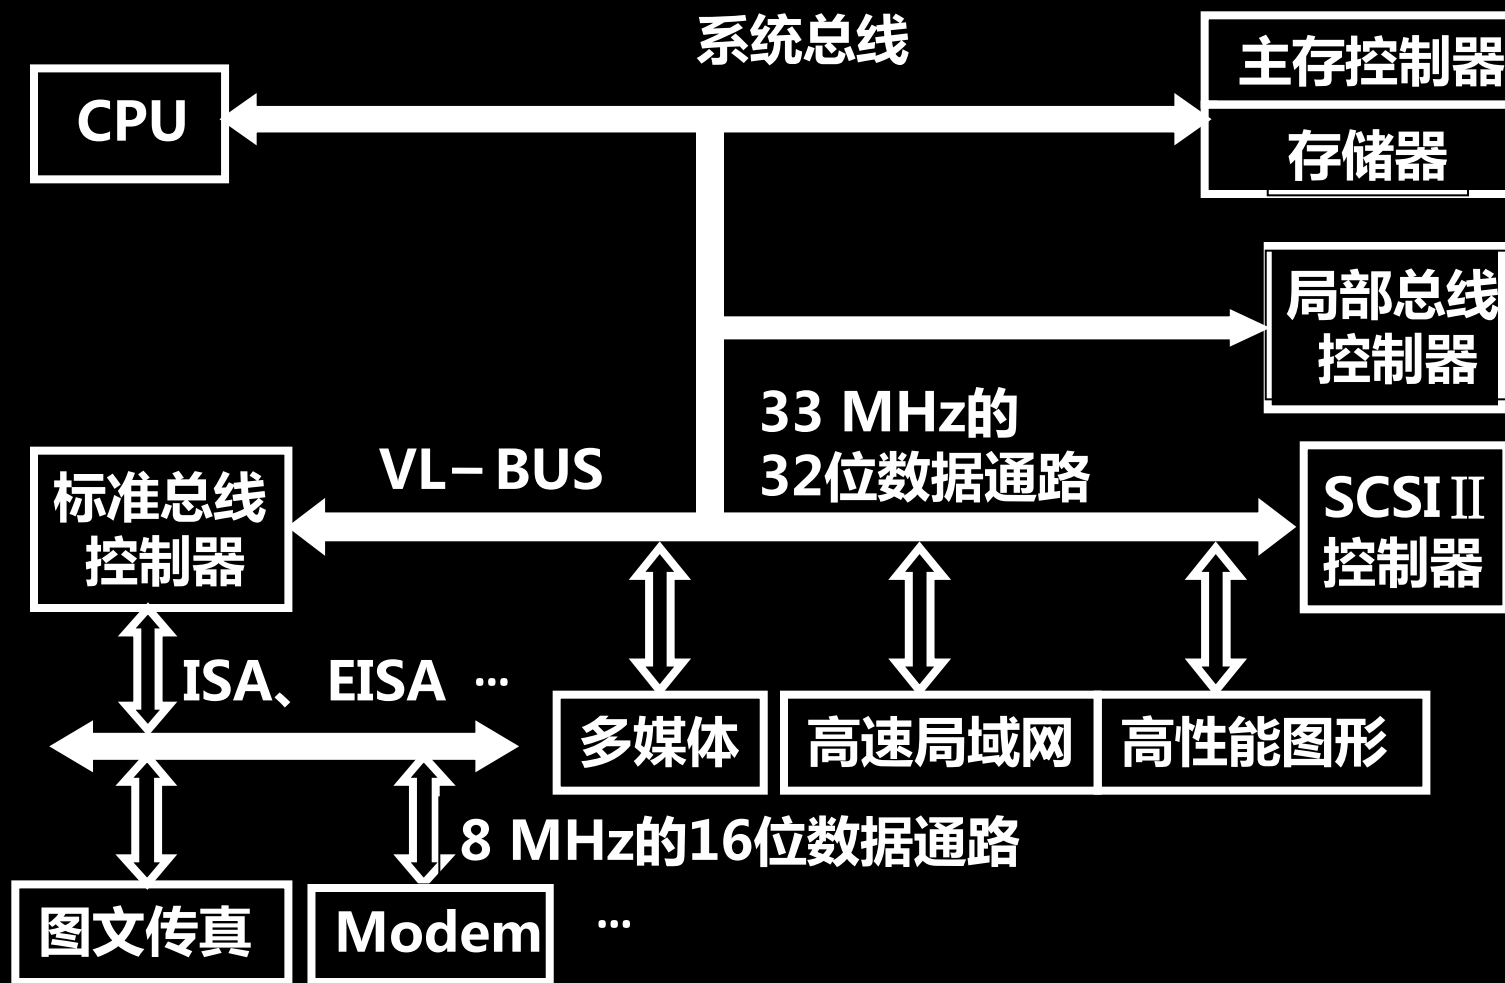 系统总线
主存控制器
CPU
存储器
局部总线
控制器
33 MHz的
32位数据通路
VL－BUS
标准总线
控制器
SCSIⅡ
控制器
ISA、EISA …
多媒体
高速局域网
高性能图形
8 MHz的16位数据通路
图文传真
Modem
…